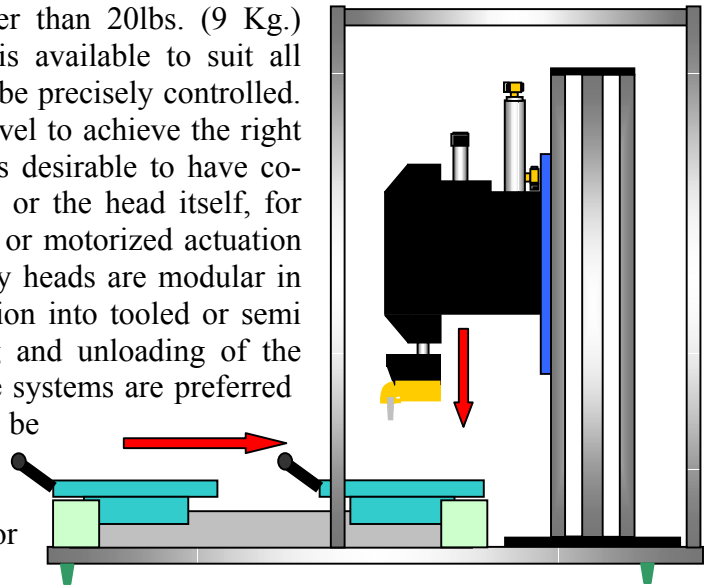 er than 20lbs. (9 Kg.)
is available to suit all
be precisely controlled.
vel to achieve the right
s desirable to have co-
or the head itself, for
or motorized actuation
y heads are modular in
ion into tooled or semi
g and unloading of the
e systems are preferred
be
or